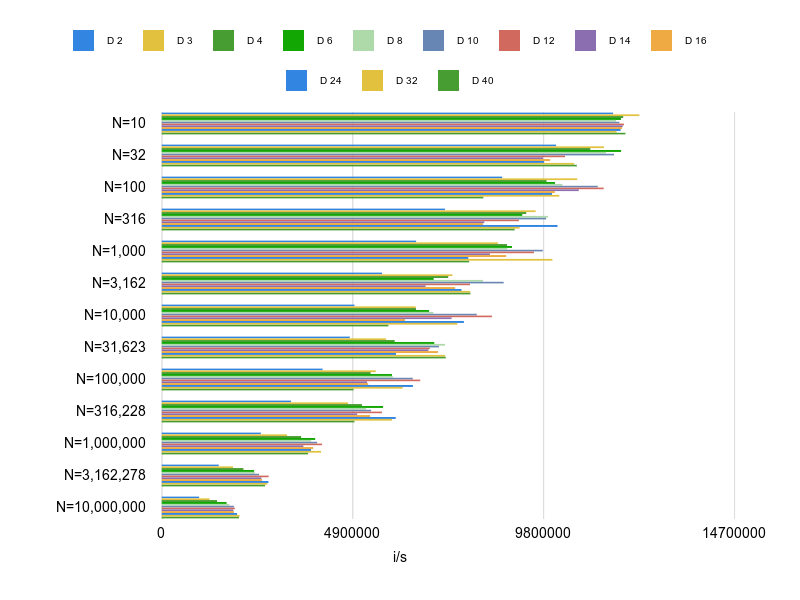 D 2 D 3 D 4 D 6 D 8 D 10 D 12 D 14 D 16
D 24 D 32 D 40
N=10
N=32
N=100
N=316
N=1,000
N=3,162
N=10,000
N=31,623
N=100,000
N=316,228
N=1,000,000
N=3,162,278
N=10,000,000
0 4900000 9800000 14700000
i/s